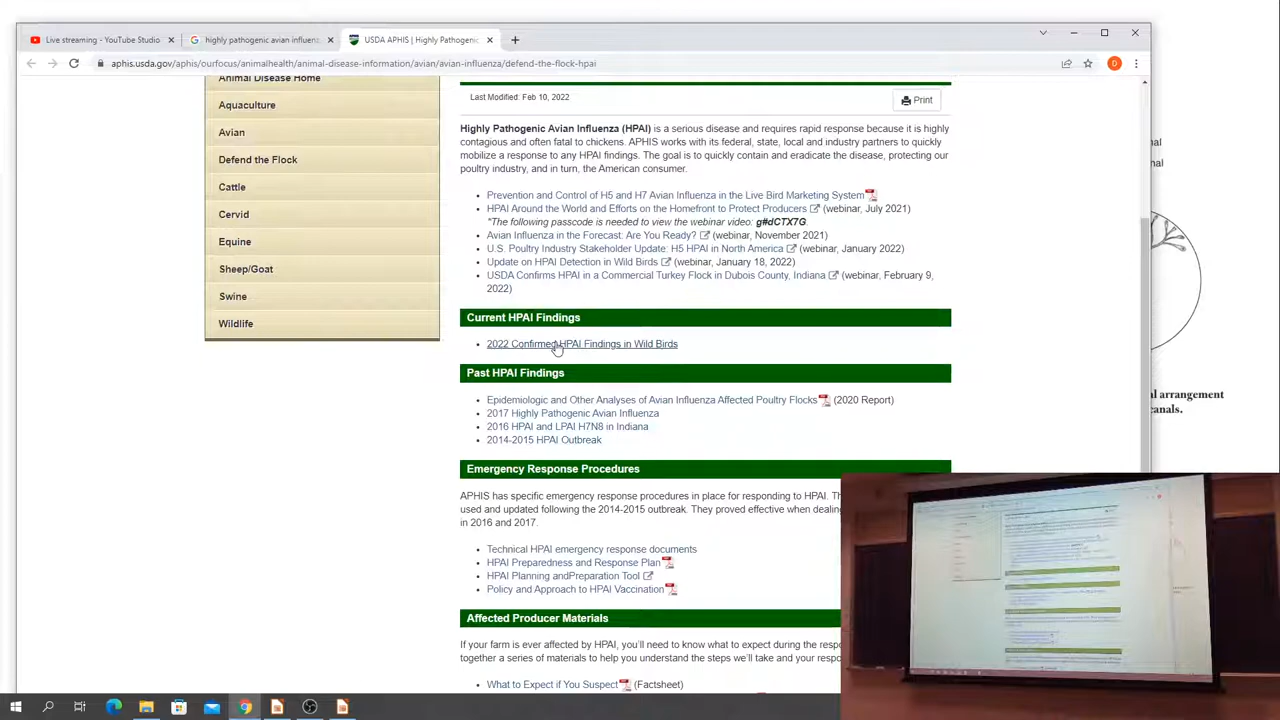 Live streaming - YouTube Studio
highly pathogenic avian influen
USDA APHIS | Highly Pathogenic
aphis.usda.gov/aphis/ourfocus/animalhealth/animal-disease-information/avian/avian-influenza/defend-the-flock-hpai
D
Animal Disease Home
Aquaculture
Avian
Defend the Flock
Cattle
Cervid
Equine
Sheep/Goat
Swine
Wildlife
Last Modified: Feb 10, 2022
Print
Highly Pathogenic Avian Influenza (HPAI) is a serious disease and requires rapid response because it is highly
contagious and often fatal to chickens. APHIS works with its federal, state, local and industry partners to quickly
mobilize a response to any HPAI findings. The goal is to quickly contain and eradicate the disease, protecting our
poultry industry, and in turn, the American consumer.
Prevention and Control of H5 and H7 Avian Influenza in the Live Bird Marketing System
HPAI Around the World and Efforts on the Homefront to Protect Producers (webinar, July 2021)
*The following passcode is needed to view the webinar video: g#dCTX7G.
Avian Influenza in the Forecast: Are You Ready? (webinar, November 2021)
U.S. Poultry Industry Stakeholder Update: H5 HPAI in North America (webinar, January 2022)
Update on HPAI Detection in Wild Birds (webinar, January 18, 2022)
USDA Confirms HPAI in a Commercial Turkey Flock in Dubois County, Indiana (webinar, February 9,
2022)
Current HPAI Findings
2022 Confirmed HPAI Findings in Wild Birds
Past HPAI Findings
Epidemiologic and Other Analyses of Avian Influenza Affected Poultry Flocks (2020 Report)
2017 Highly Pathogenic Avian Influenza
2016 HPAI and LPAI H7N8 in Indiana
2014-2015 HPAI Outbreak
Emergency Response Procedures
APHIS has specific emergency response procedures in place for responding to HPAI. Th
used and updated following the 2014-2015 outbreak. They proved effective when dealing
in 2016 and 2017.
Technical HPAI emergency response documents
HPAI Preparedness and Response Plan
HPAI Planning andPreparation Tool
Policy and Approach to HPAI Vaccination
Affected Producer Materials
If your farm is ever affected by HPAI, you'll need to know what to expect during the respo
together a series of materials to help you understand the steps we'll take and your respo
What to Expect if You Suspect (Factsheet)
nal
al
al arrangement
canals.